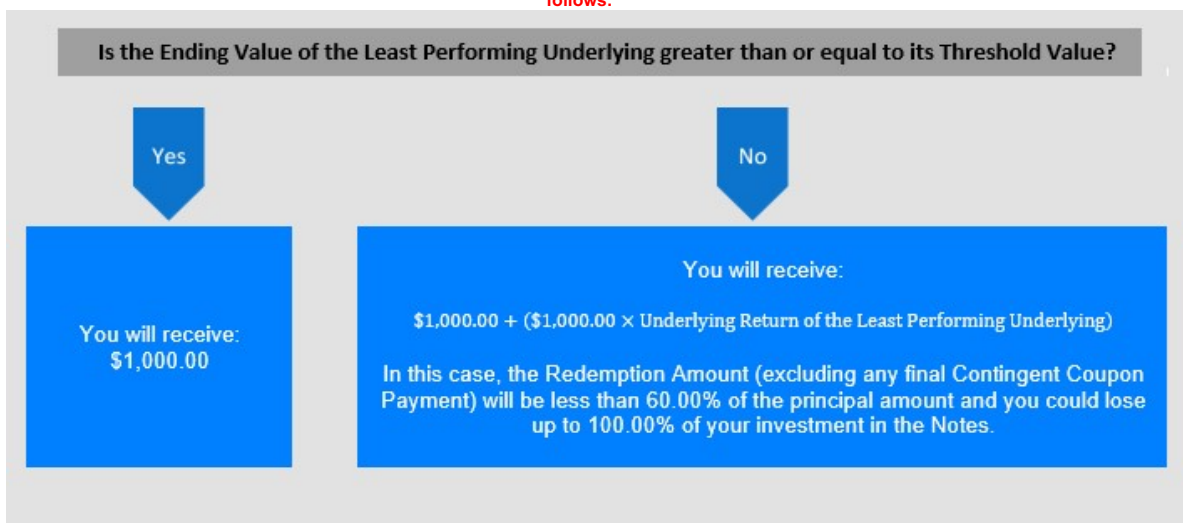 follows:
Is the Ending Value of the Least Performing Underlying greater than or equal to its Threshold Value?
Yes
No
You will receive:
$1,000.00
You will receive:
$1,000.00 + ($1,000.00 × Underlying Return of the Least Performing Underlying)
In this case, the Redemption Amount (excluding any final Contingent Coupon
Payment) will be less than 60.00% of the principal amount and you could lose
up to 100.00% of your investment in the Notes.